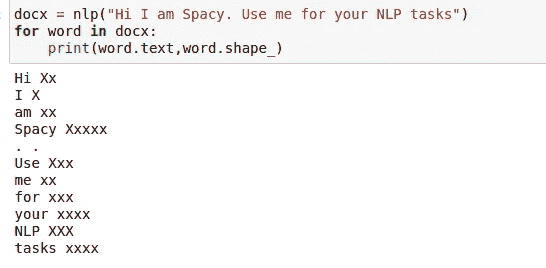 docx = nlp("Hi I am Spacy. Use me for your NLP tasks")
for word in docx:
    print(word.text,word.shape_)
Hi Xx
I X
am xx
Spacy Xxxxx
. .
Use Xxx
me xx
for xxx
your xxxx
NLP XXX
tasks xxxx